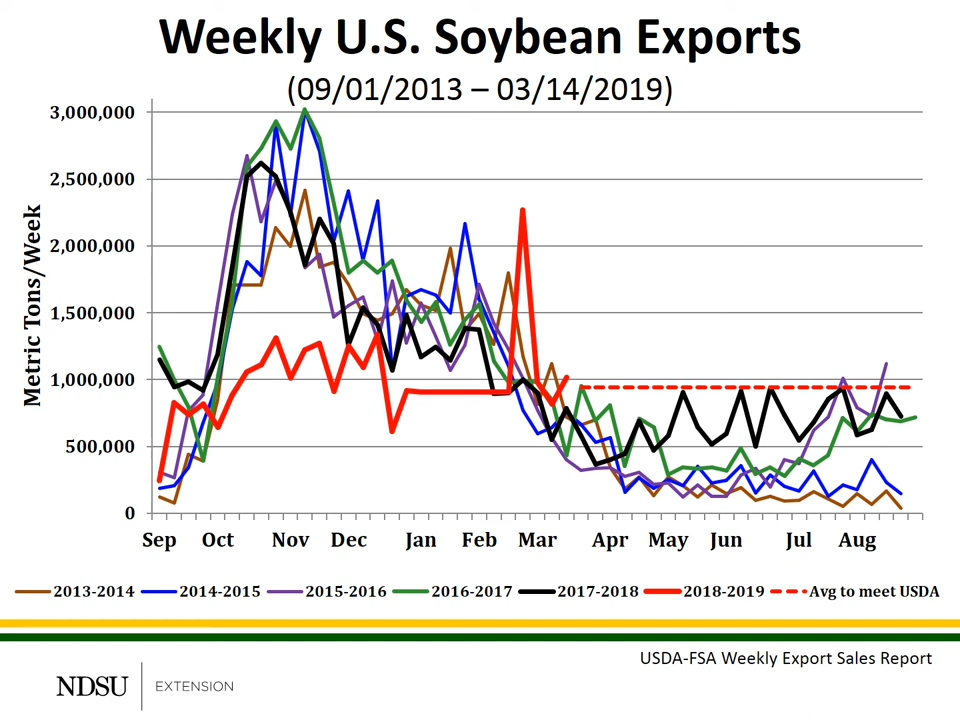 Weekly U.S. Soybean Exports
(09/01/2013 – 03/14/2019)
Metric Tons/Week
3,000,000
2,500,000
2,000,000
1,500,000
1,000,000
500,000
0
Sep Oct Nov Dec Jan Feb Mar Apr May Jun Jul Aug
2013-2014 2014-2015 2015-2016 2016-2017 2017-2018 2018-2019 Avg to meet USDA
USDA-FSA Weekly Export Sales Report
NDSU EXTENSION